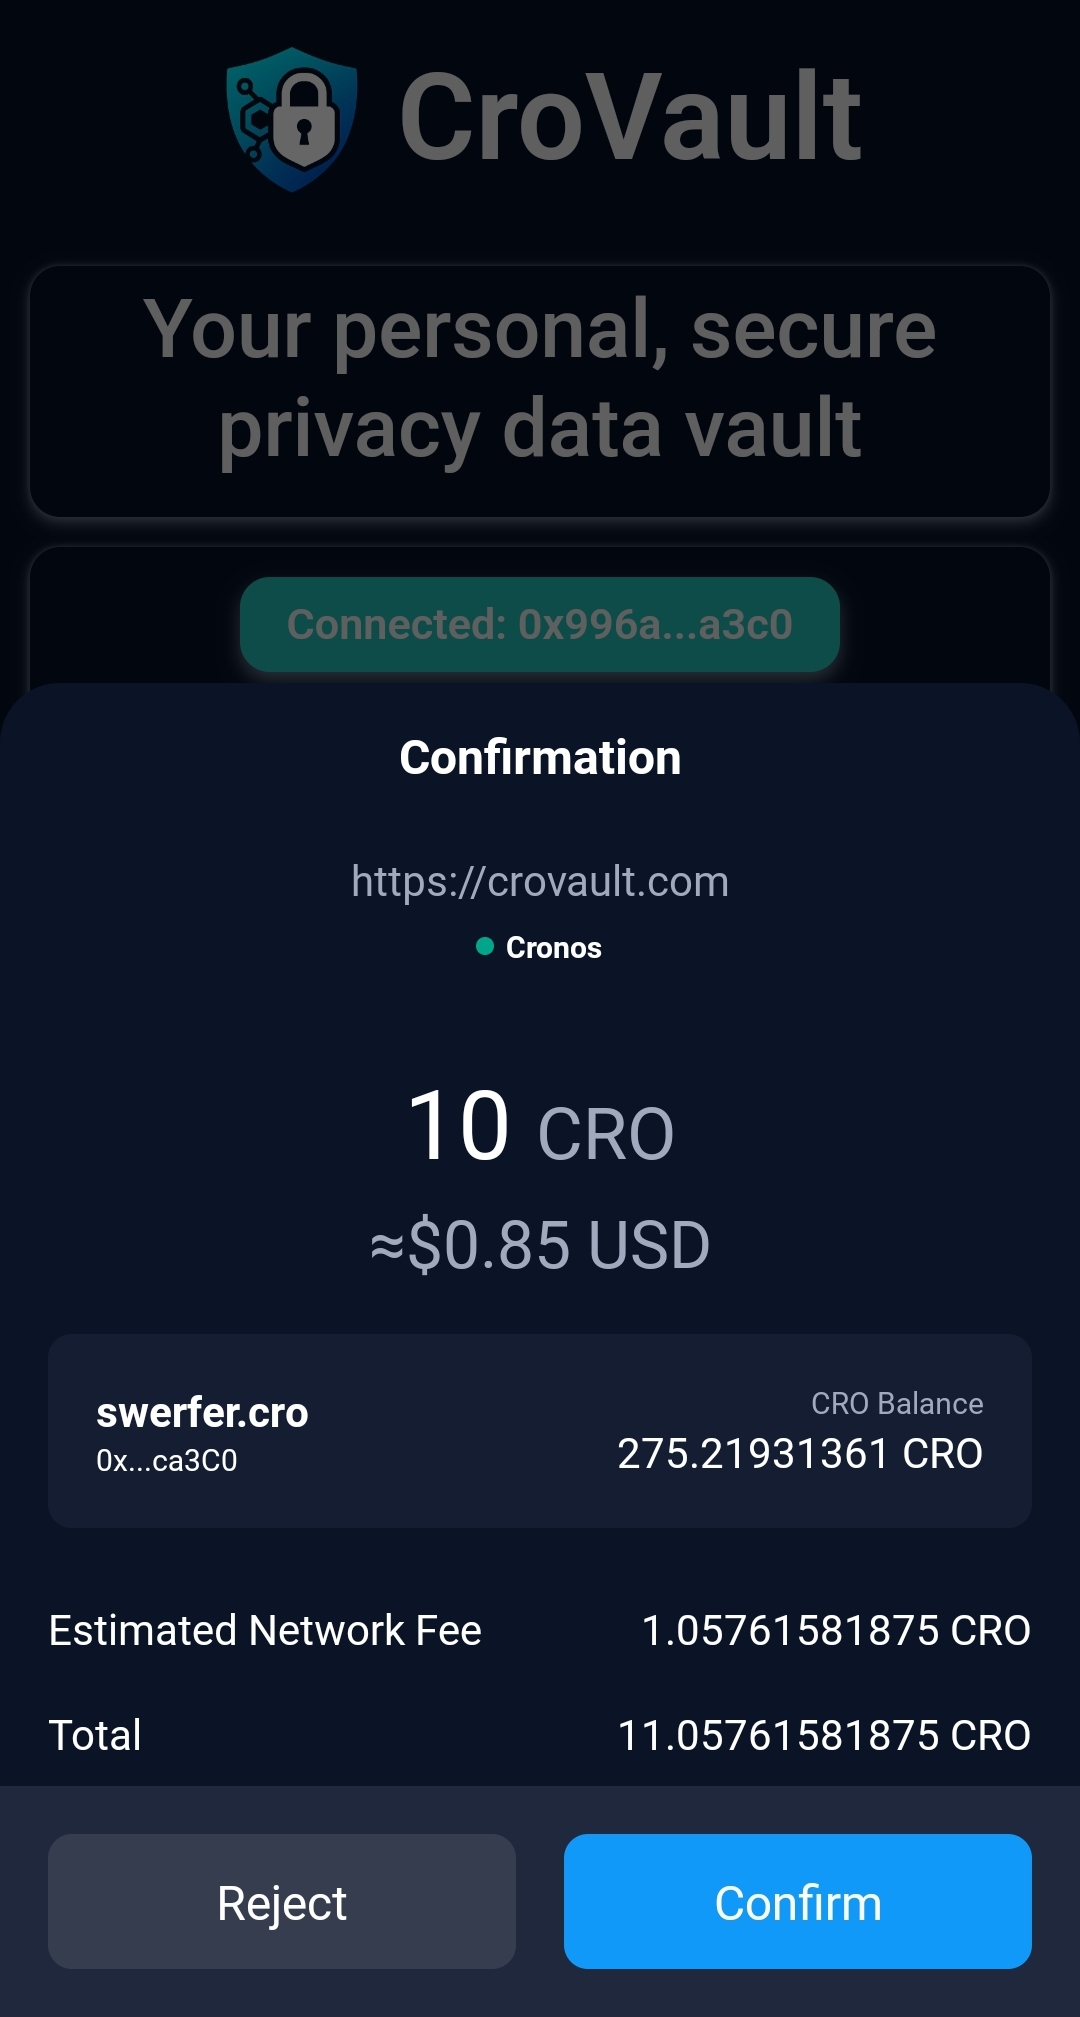 CroVault
Your personal, secure
privacy data vault
Connected: 0x996a...a3c0
Confirmation
https://crovault.com
Cronos
10 CRO
≈$0.85 USD
swerfer.cro
0x...ca3C0
CRO Balance
275.21931361 CRO
Estimated Network Fee 1.05761581875 CRO
Total 11.05761581875 CRO
Reject Confirm